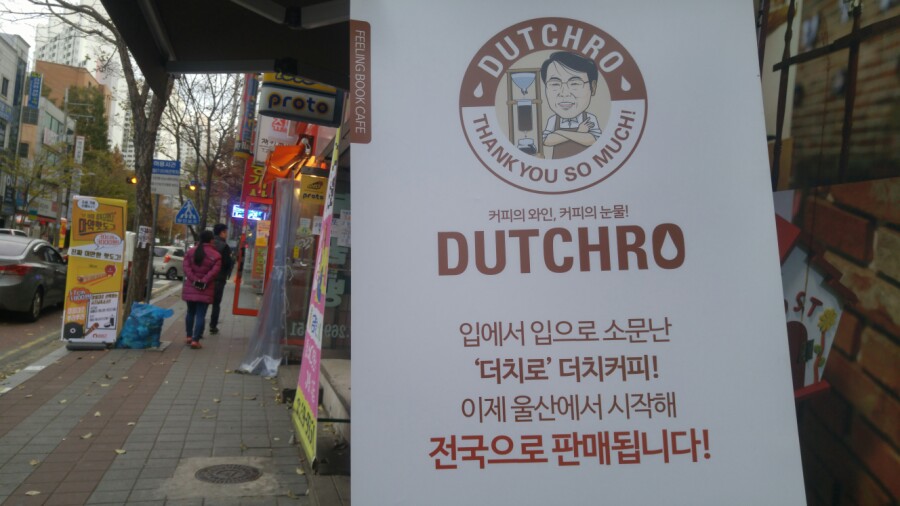 FEELING BOOK CAFE
DUTCHRO
THANK YOU SO MUCH!
커피의 와인, 커피의 눈물!
DUTCHRO
입에서 입으로 소문난
‘더치로’ 더치커피!
이제 울산에서 시작해
전국으로 판매됩니다!
proto
proto
ST